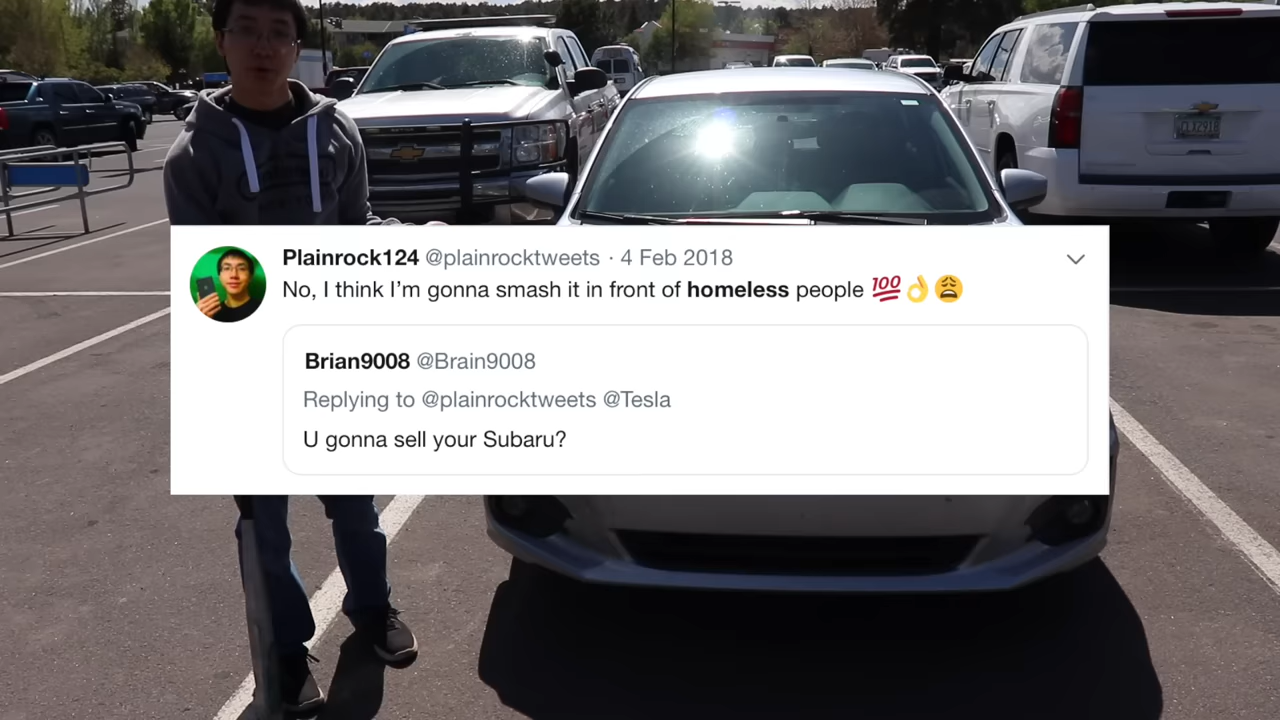 Plainrock124 @plainrocktweets · 4 Feb 2018
No, I think I'm gonna smash it in front of homeless people 💯👌😩
Brian9008 @Brain9008
Replying to @plainrocktweets @Tesla
U gonna sell your Subaru?